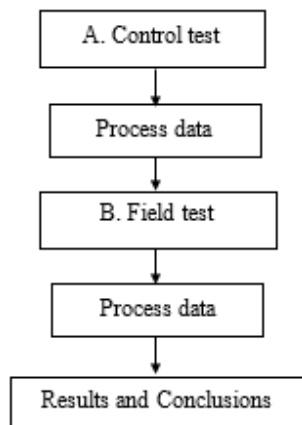 A. Control test
Process data
B. Field test
Process data
Results and Conclusions